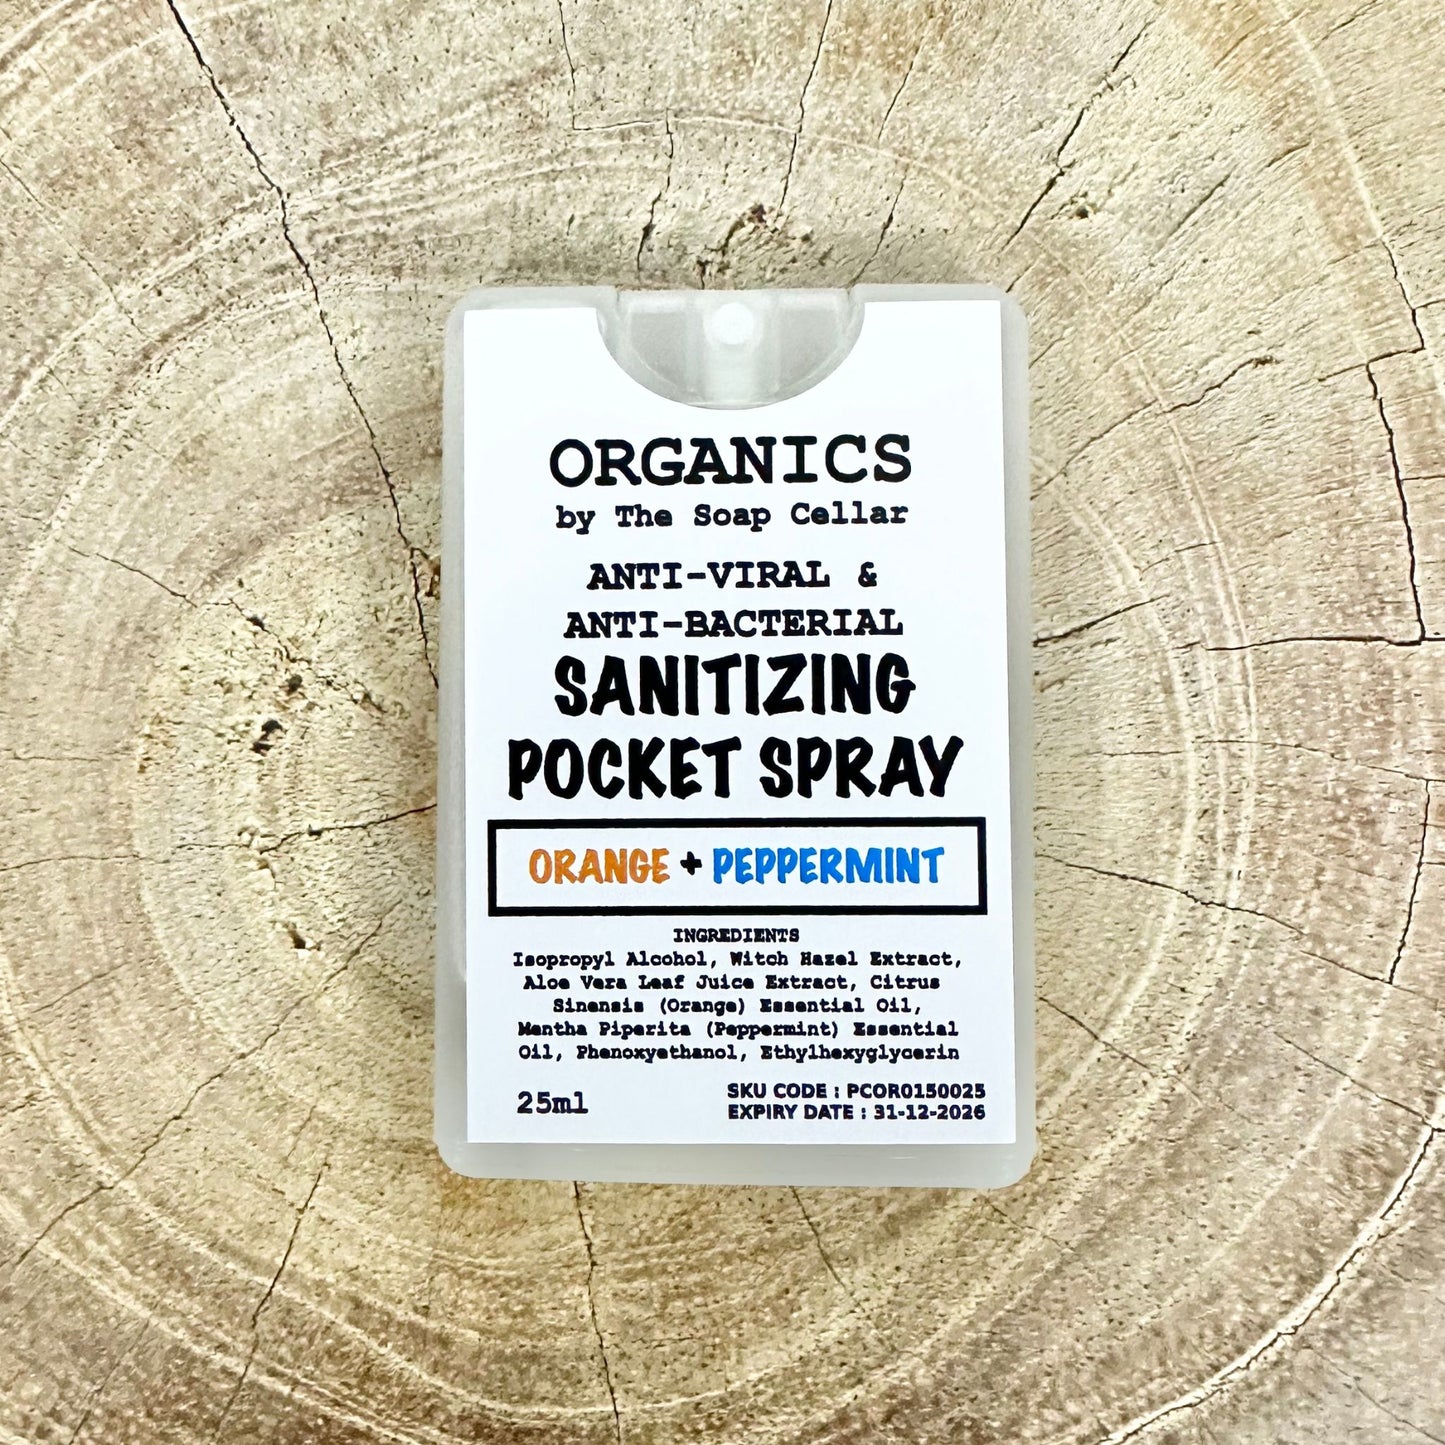 ORGANICS
by The Soap Cellar
ANTI-VIRAL &
ANTI-BACTERIAL
SANITIZING
POCKET SPRAY
ORANGE + PEPPERMINT
INGREDIENTS
Isopropyl Alcohol, Witch Hazel Extract,
Aloe Vera Leaf Juice Extract, Citrus
Sinensis (Orange) Essential Oil,
Mentha Piperita (Peppermint) Essential
Oil, Phenoxyethanol, Ethylhexyglycerin
25ml
SKU CODE : PCOR0150025
EXPIRY DATE : 31-12-2026